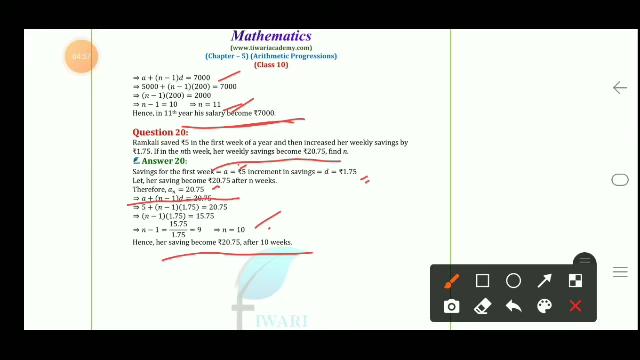 Mathematics
(www.tiwariacademy.com)
(Chapter – 5) (Arithmetic Progressions)
(Class 10)
04:57
⇒ a + (n − 1)d = 7000
⇒ 5000 + (n − 1)(200) = 7000
⇒ (n − 1)(200) = 2000
⇒ n − 1 = 10 ⇒ n = 11
Hence, in 11th year his salary become ₹7000.
Question 20:
Ramkali saved ₹5 in the first week of a year and then increased her weekly savings by
₹1.75. If in the nth week, her weekly savings become ₹20.75, find n.
Answer 20:
Savings for the first week = a = ₹5 increment in savings = d = ₹1.75
Let, her saving become ₹20.75 after n weeks.
Therefore, aₙ = 20.75
⇒ a + (n − 1)d = 20.75
⇒ 5 + (n − 1)(1.75) = 20.75
⇒ (n − 1)(1.75) = 15.75
⇒ n − 1 = 15.75/1.75 = 9 ⇒ n = 10
Hence, her saving become ₹20.75, after 10 weeks.
IWARI